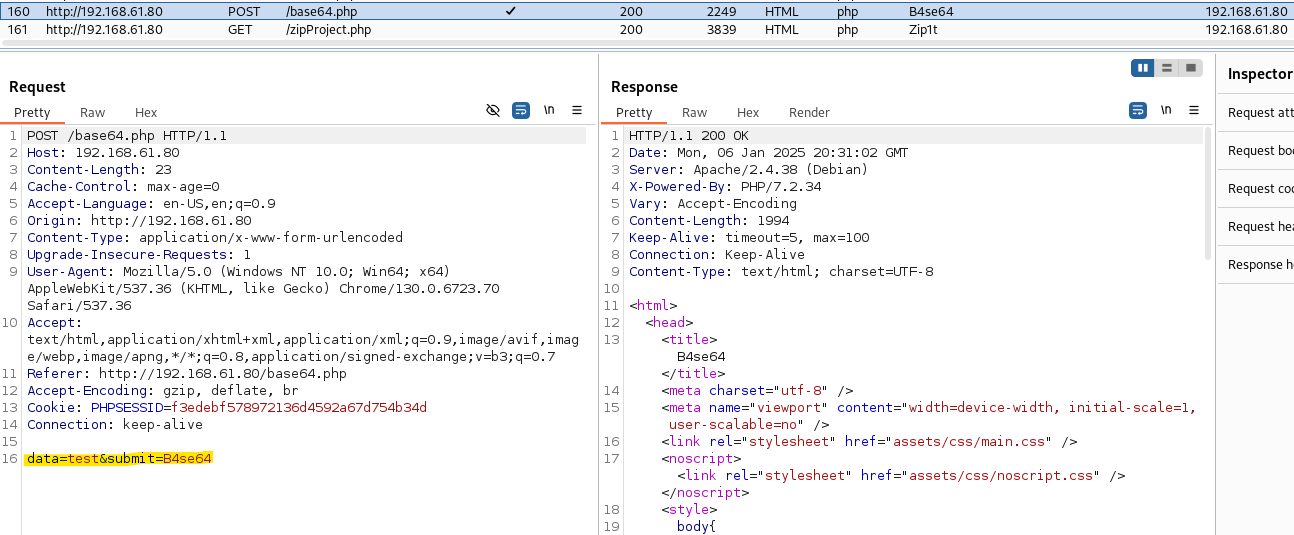 160 http://192.168.61.80 POST /base64.php ✓ 200 2249 HTML php B4se64 192.168.61.80
161 http://192.168.61.80 GET /zipProject.php 200 3839 HTML php Zip1t 192.168.61.80
Request
Pretty Raw Hex
\n
1 POST /base64.php HTTP/1.1
2 Host: 192.168.61.80
3 Content-Length: 23
4 Cache-Control: max-age=0
5 Accept-Language: en-US,en;q=0.9
6 Origin: http://192.168.61.80
7 Content-Type: application/x-www-form-urlencoded
8 Upgrade-Insecure-Requests: 1
9 User-Agent: Mozilla/5.0 (Windows NT 10.0; Win64; x64)
AppleWebKit/537.36 (KHTML, like Gecko) Chrome/130.0.6723.70
Safari/537.36
10 Accept:
text/html,application/xhtml+xml,application/xml;q=0.9,image/avif,imag
e/webp,image/apng,*/*;q=0.8,application/signed-exchange;v=b3;q=0.7
11 Referer: http://192.168.61.80/base64.php
12 Accept-Encoding: gzip, deflate, br
13 Cookie: PHPSESSID=f3edebf578972136d4592a67d754b34d
14 Connection: keep-alive
15
16 data=test&submit=B4se64
Response
Pretty Raw Hex Render
\n
1 HTTP/1.1 200 OK
2 Date: Mon, 06 Jan 2025 20:31:02 GMT
3 Server: Apache/2.4.38 (Debian)
4 X-Powered-By: PHP/7.2.34
5 Vary: Accept-Encoding
6 Content-Length: 1994
7 Keep-Alive: timeout=5, max=100
8 Connection: Keep-Alive
9 Content-Type: text/html; charset=UTF-8
10
11 <html>
12 <head>
13 <title>
B4se64
</title>
14 <meta charset="utf-8" />
15 <meta name="viewport" content="width=device-width, initial-scale=1,
user-scalable=no" />
16 <link rel="stylesheet" href="assets/css/main.css" />
17 <noscript>
<link rel="stylesheet" href="assets/css/noscript.css" />
</noscript>
18 <style>
19 body{
Inspector
Request att
Request bo
Request co
Request hea
Response h